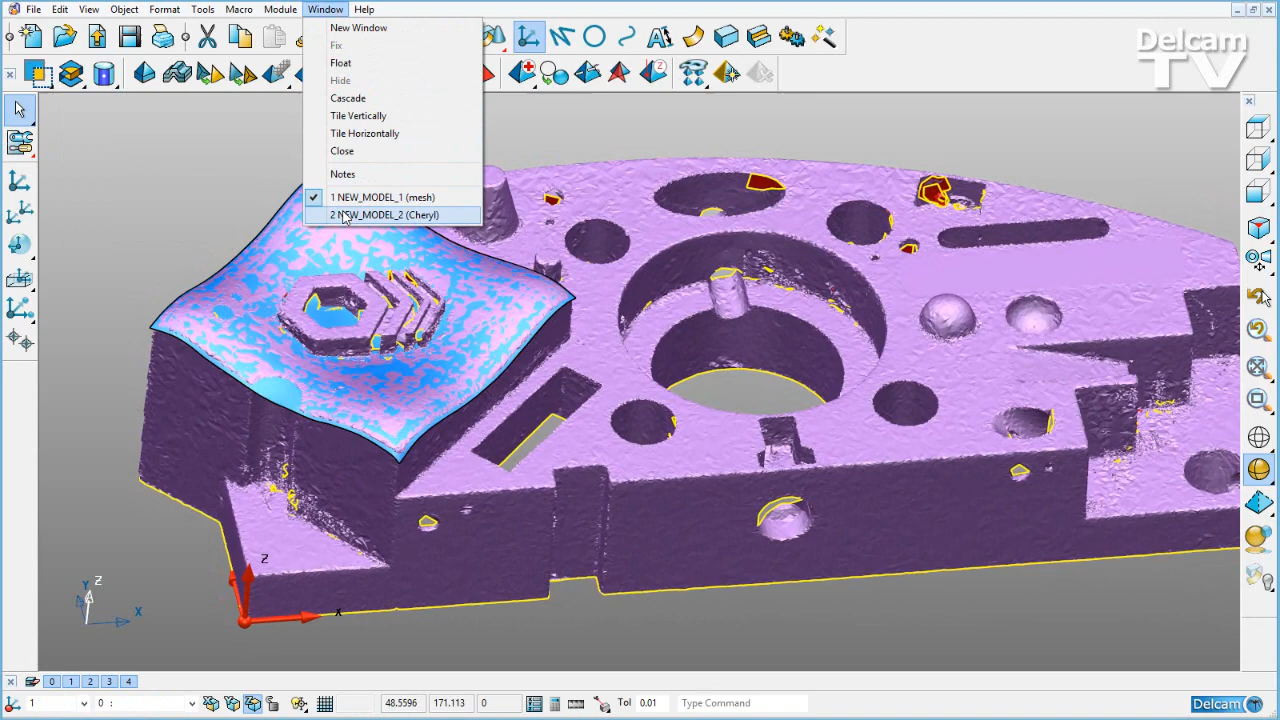 File Edit View Object Format Tools Macro Module Window Help
New Window
Fix
Float
Hide
Cascade
Tile Vertically
Tile Horizontally
Close
Notes
1 NEW_MODEL_1 (mesh)
2 NEW_MODEL_2 (Cheryl)
Delcam
TV
Z
X
Y Z
X
0 1 2 3 4
1 0 : 48.5596 171.113 0 Tol 0.01 Type Command Delcam